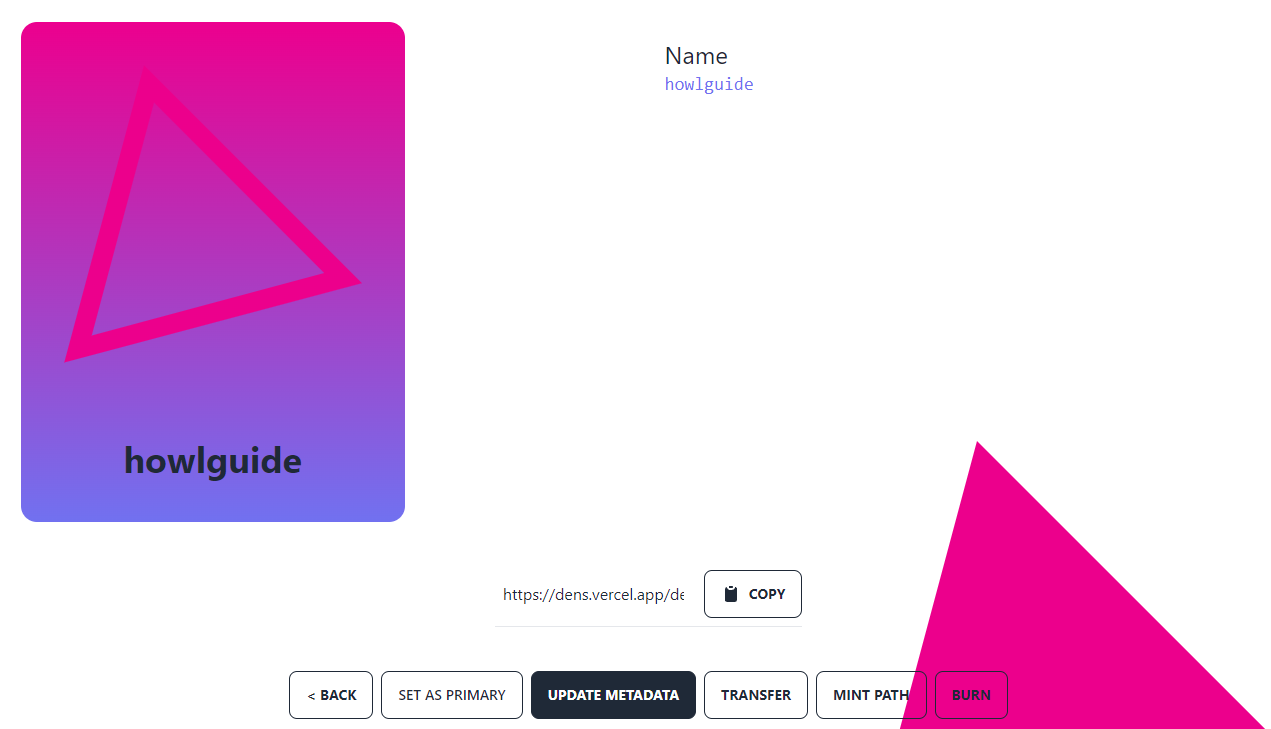 Name
howlguide
howlguide
https://dens.vercel.app/de
COPY
< BACK
SET AS PRIMARY
UPDATE METADATA
TRANSFER
MINT PATH
BURN